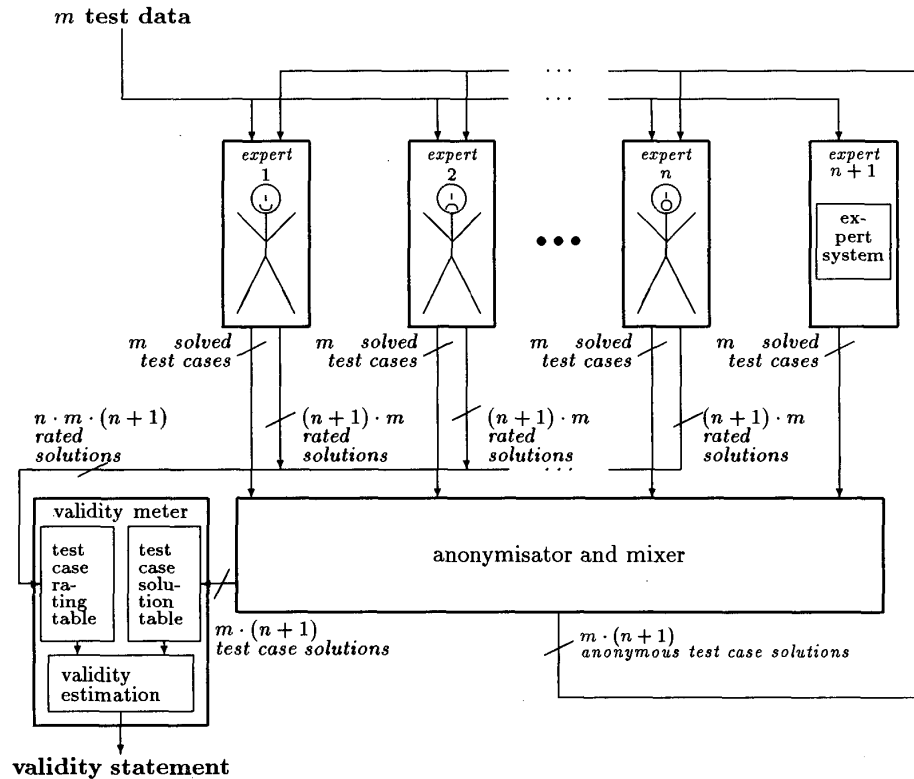 m test data
. . .
. . .
expert
1
expert
2
expert
n
expert
n + 1
ex-
pert
system
• • •
m solved
test cases
m solved
test cases
m solved
test cases
m solved
test cases
n · m · (n + 1)
rated
solutions
(n + 1) · m
rated
solutions
(n + 1) · m
rated
solutions
(n + 1) · m
rated
solutions
. . .
validity meter
test
case
ra-
ting
table
test
case
solu-
tion
table
anonymisator and mixer
m · (n + 1)
test case solutions
m · (n + 1)
anonymous test case solutions
validity
estimation
validity statement